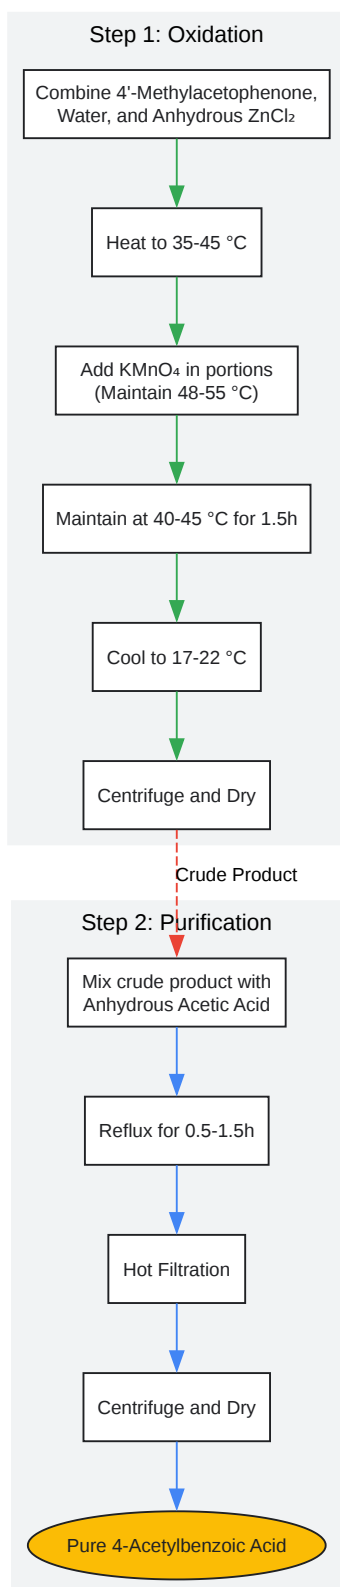 Step 1: Oxidation
Combine 4'-Methylacetophenone,
Water, and Anhydrous ZnCl₂
Heat to 35-45 °C
Add KMnO₄ in portions
(Maintain 48-55 °C)
Maintain at 40-45 °C for 1.5h
Cool to 17-22 °C
Centrifuge and Dry
Crude Product
Step 2: Purification
Mix crude product with
Anhydrous Acetic Acid
Reflux for 0.5-1.5h
Hot Filtration
Centrifuge and Dry
Pure 4-Acetylbenzoic Acid